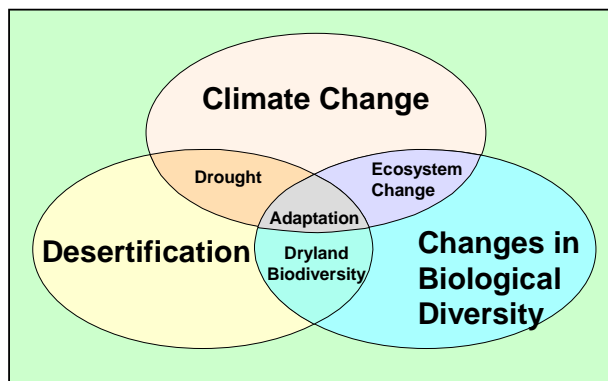 Climate Change
Drought
Ecosystem
Change
Adaptation
Desertification
Dryland
Biodiversity
Changes in
Biological
Diversity